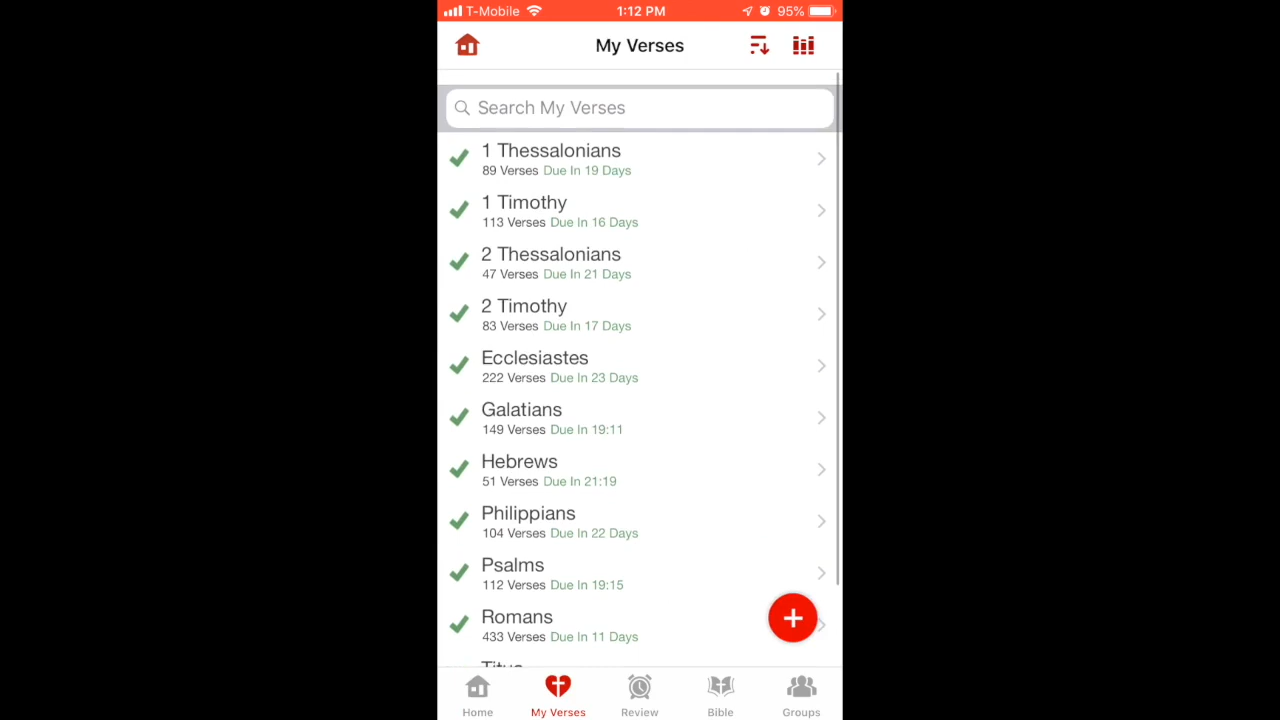 T-Mobile 1:12 PM 95%
My Verses
Search My Verses
1 Thessalonians
89 Verses Due In 19 Days
1 Timothy
113 Verses Due In 16 Days
2 Thessalonians
47 Verses Due In 21 Days
2 Timothy
83 Verses Due In 17 Days
Ecclesiastes
222 Verses Due In 23 Days
Galatians
149 Verses Due In 19:11
Hebrews
51 Verses Due In 21:19
Philippians
104 Verses Due In 22 Days
Psalms
112 Verses Due In 19:15
Romans
433 Verses Due In 11 Days
Titus
Home My Verses Review Bible Groups